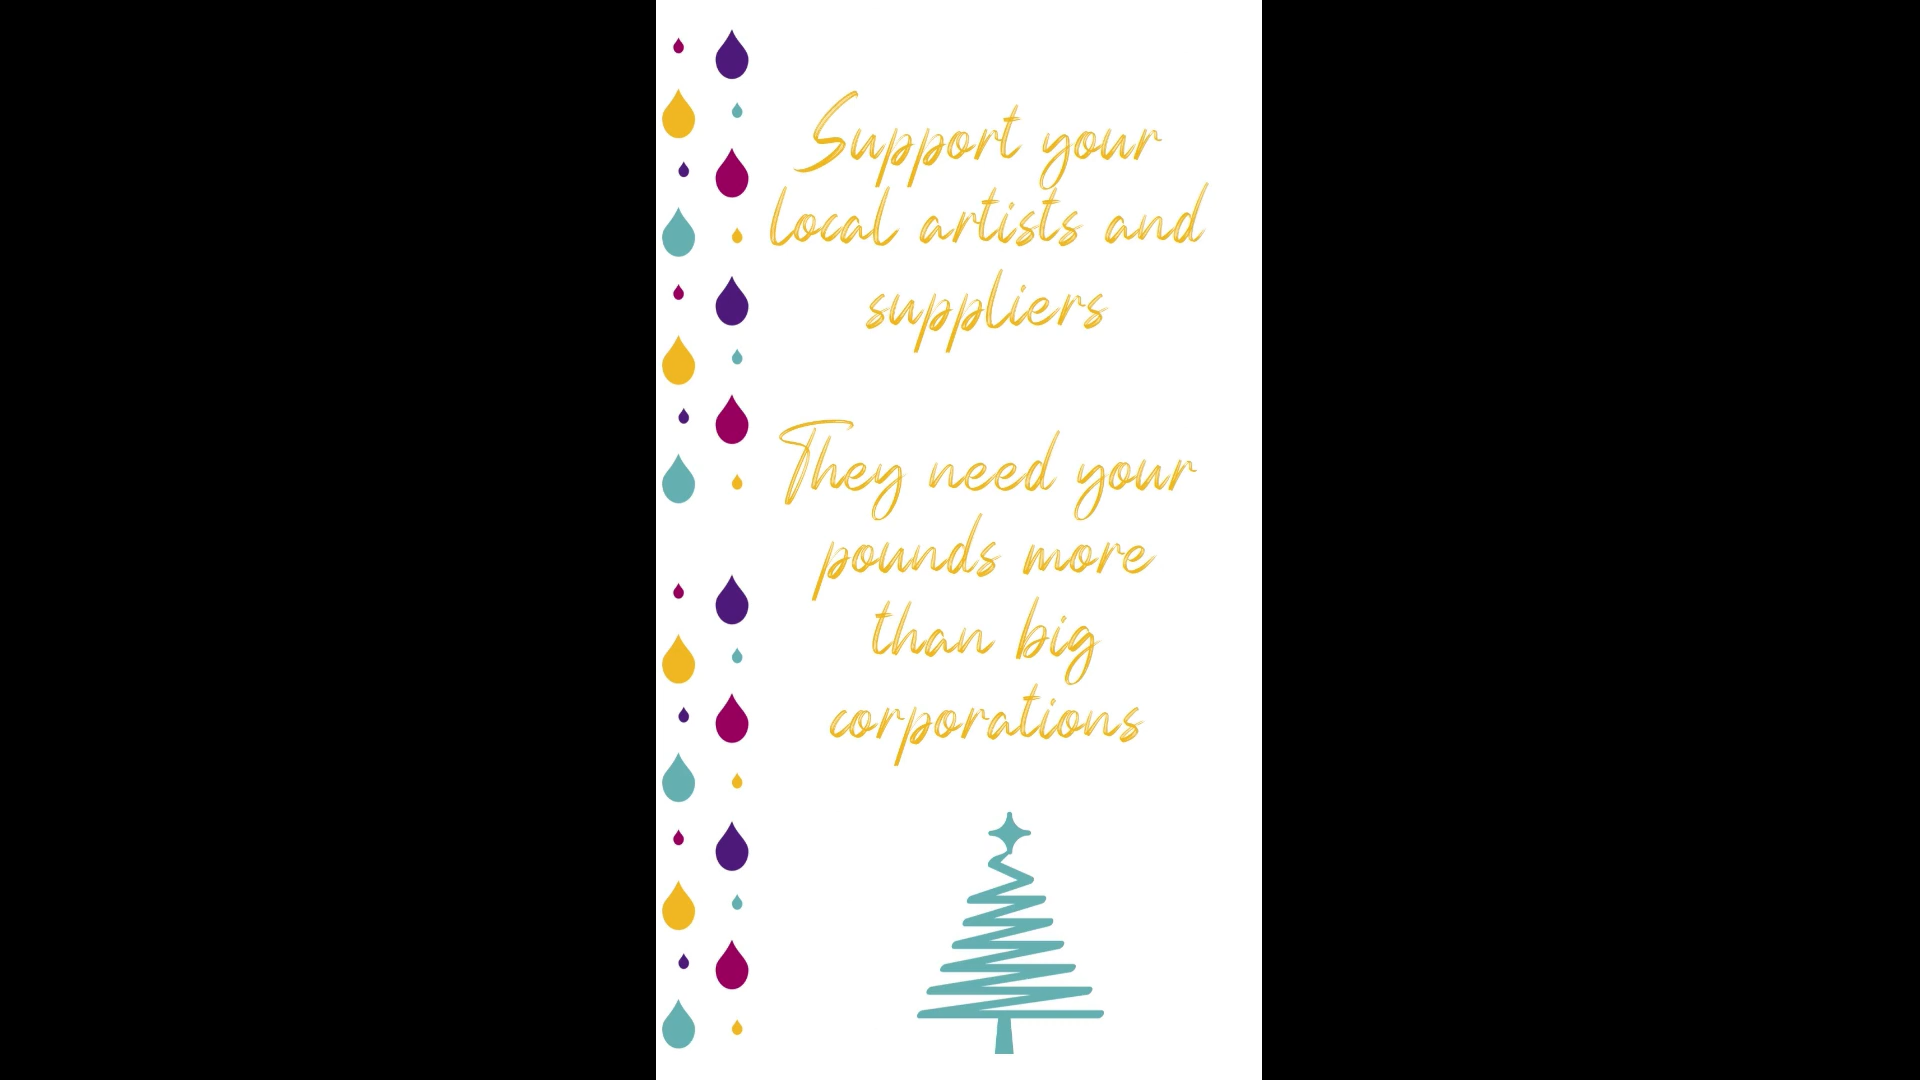 Support your
local artists and
suppliers
They need your
pounds more
than big
corporations